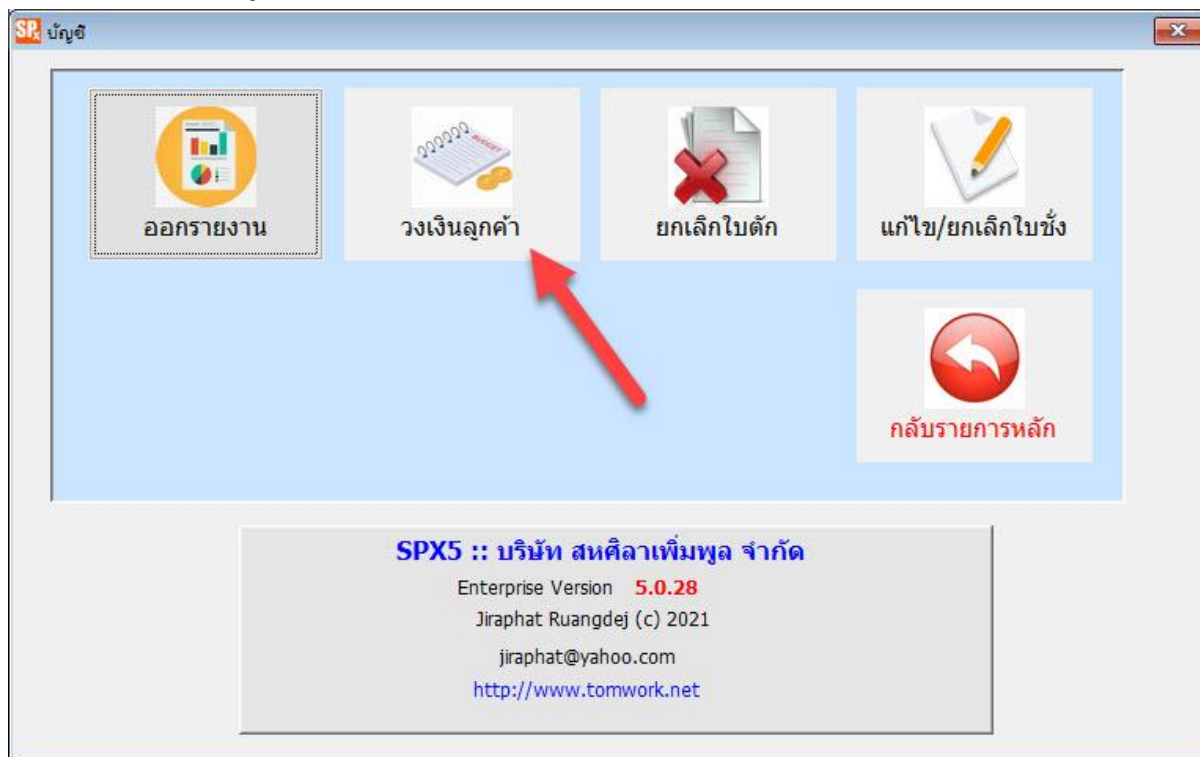 SPx บัญชี
ออกรายงาน
BUDGET
วงเงินลูกค้า
ยกเลิกใบตัก
แก้ไข/ยกเลิกใบชั่ง
กลับรายการหลัก
SPX5 :: บริษัท สหศิลาเพิ่มพูล จำกัด
Enterprise Version 5.0.28
Jiraphat Ruangdej (c) 2021
jiraphat@yahoo.com
http://www.tomwork.net